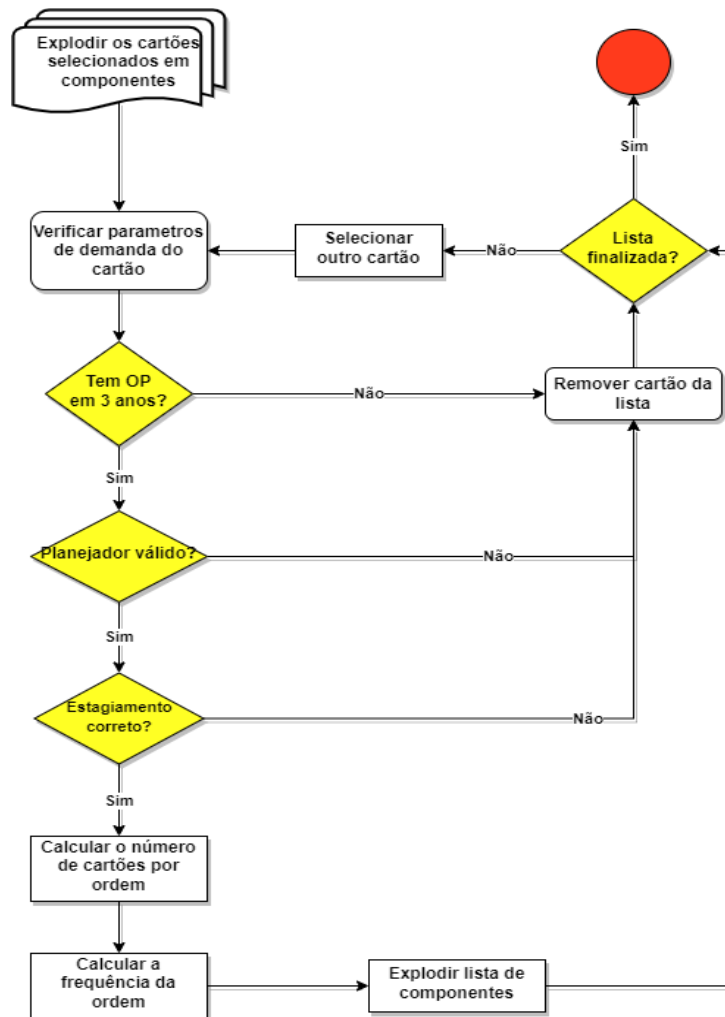 Explodir os cartões
selecionados em
componentes
Sim
Verificar parametros
de demanda do
cartão
Selecionar
outro cartão
Não
Lista
finalizada?
Tem OP
em 3 anos?
Não
Remover cartão da
lista
Sim
Planejador válido?
Não
Sim
Estagiamento
correto?
Não
Sim
Calcular o número
de cartões por
ordem
Calcular a
frequência da
ordem
Explodir lista de
componentes